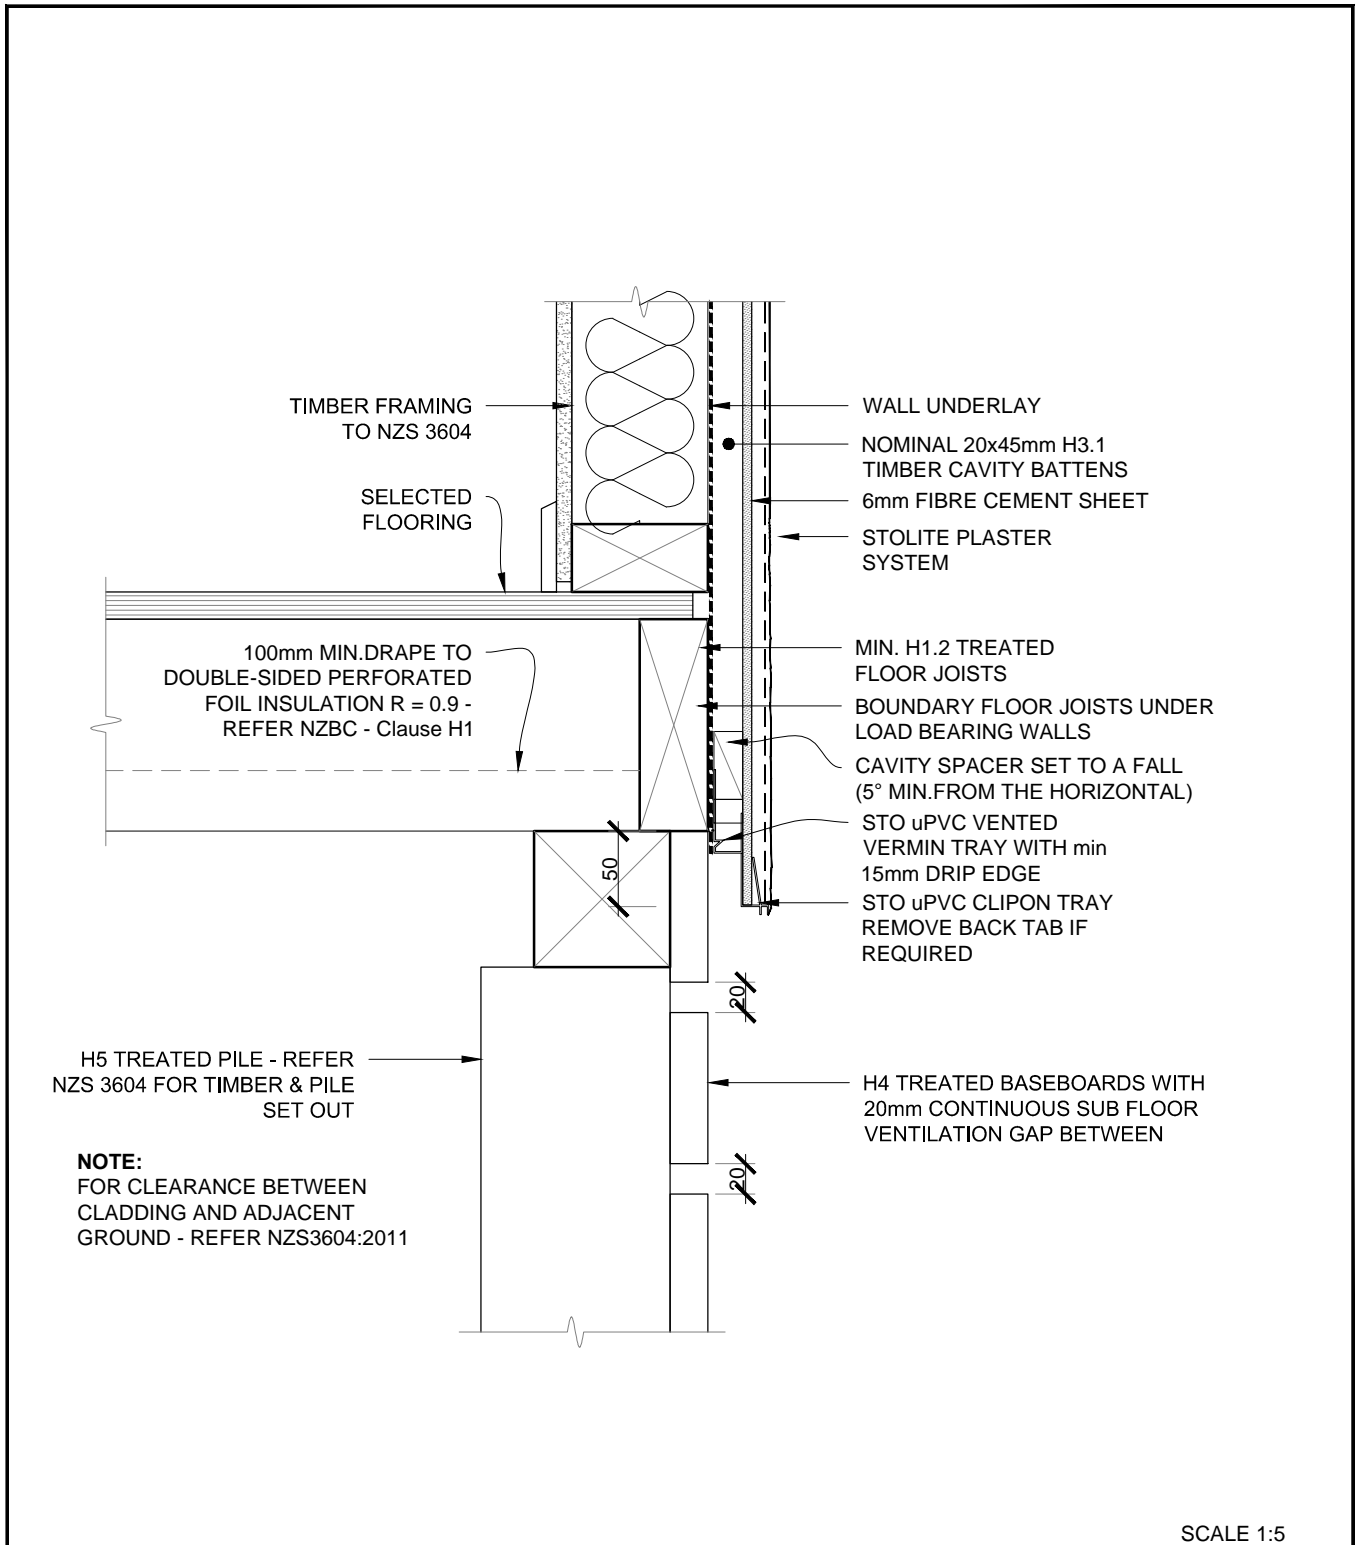 TIMBER FRAMING
TO NZS 3604
SELECTED
FLOORING
100mm MIN.DRAPE TO
DOUBLE-SIDED PERFORATED
FOIL INSULATION R = 0.9 -
REFER NZBC - Clause H1
WALL UNDERLAY
NOMINAL 20x45mm H3.1
TIMBER CAVITY BATTENS
6mm FIBRE CEMENT SHEET
STOLITE PLASTER
SYSTEM
MIN. H1.2 TREATED
FLOOR JOISTS
BOUNDARY FLOOR JOISTS UNDER
LOAD BEARING WALLS
CAVITY SPACER SET TO A FALL
(5° MIN.FROM THE HORIZONTAL)
STO uPVC VENTED
VERMIN TRAY WITH min
15mm DRIP EDGE
STO uPVC CLIPON TRAY
REMOVE BACK TAB IF
REQUIRED
50
20
H5 TREATED PILE - REFER
NZS 3604 FOR TIMBER & PILE
SET OUT
H4 TREATED BASEBOARDS WITH
20mm CONTINUOUS SUB FLOOR
VENTILATION GAP BETWEEN
20
NOTE:
FOR CLEARANCE BETWEEN
CLADDING AND ADJACENT
GROUND - REFER NZS3604:2011
SCALE 1:5